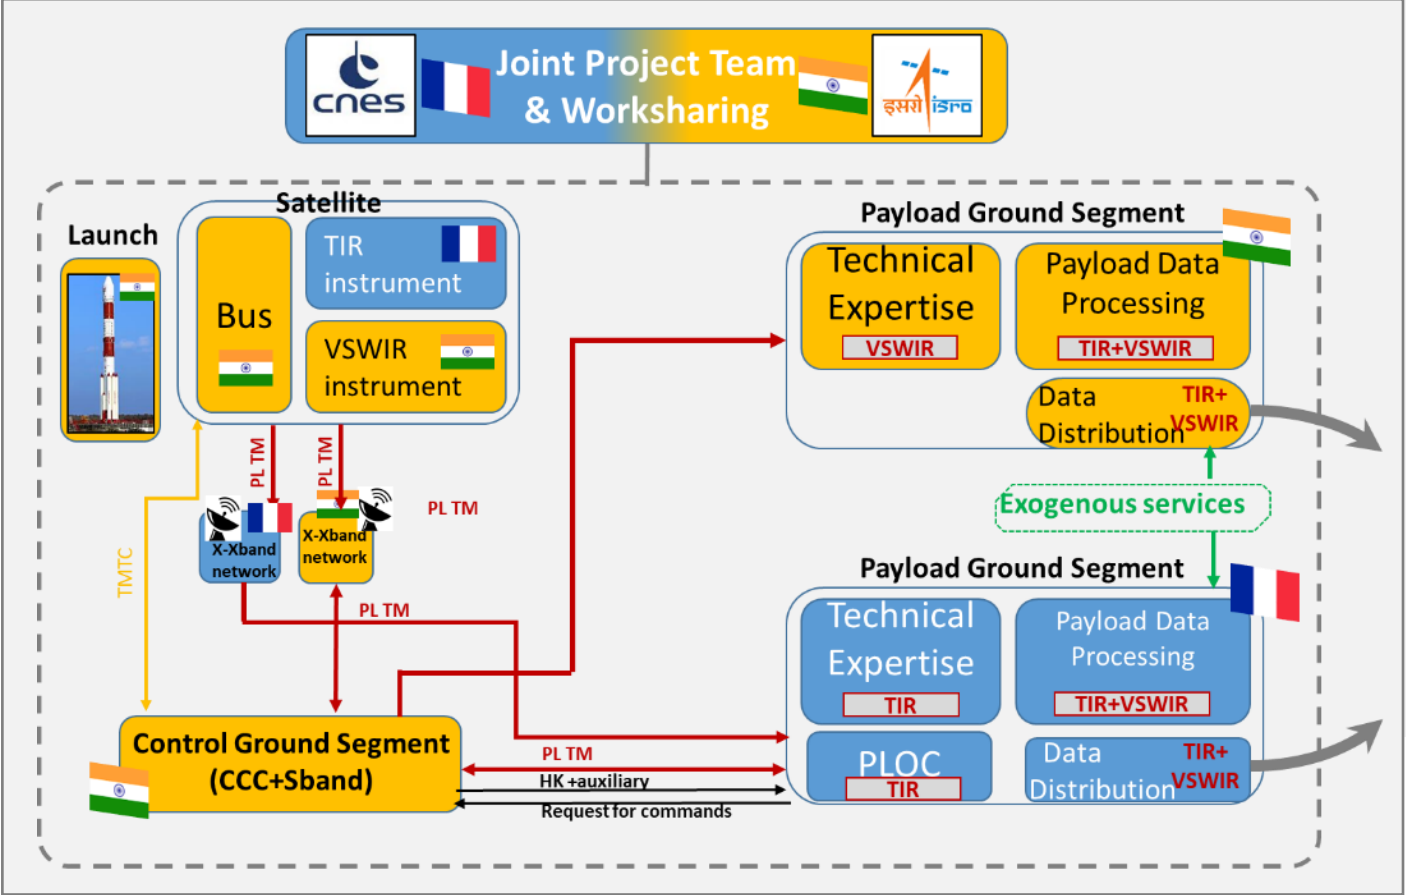 cnes
Joint Project Team
& Worksharing
इसरो isro
Satellite
Launch
Bus
TIR
instrument
VSWIR
instrument
Payload Ground Segment
Technical
Expertise
VSWIR
Payload Data
Processing
TIR+VSWIR
Data
Distribution
TIR+
VSWIR
PL TM
PL TM
PL TM
X-Xband
network
X-Xband
network
TMTC
PL TM
Exogenous services
Payload Ground Segment
Technical
Expertise
TIR
Payload Data
Processing
TIR+VSWIR
PLOC
TIR
Data
Distribution
TIR+
VSWIR
Control Ground Segment
(CCC+Sband)
PL TM
HK +auxiliary
Request for commands